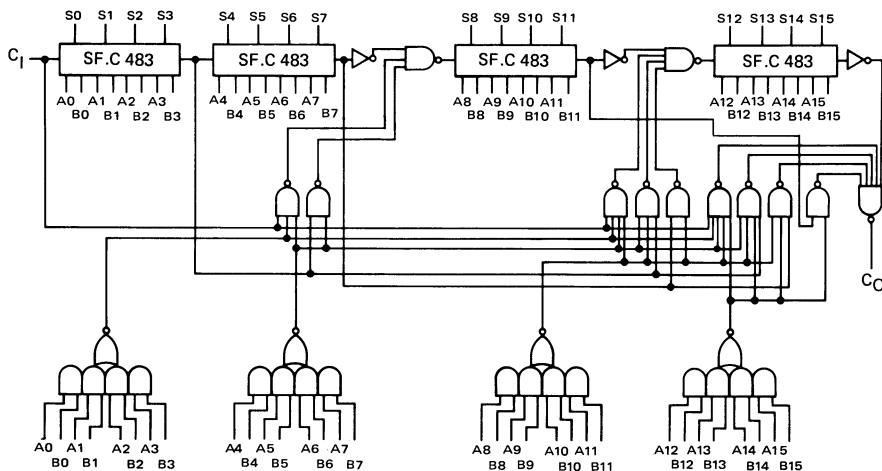 S0 S1 S2 S3 S4 S5 S6 S7 S8 S9 S10 S11 S12 S13 S14 S15
CI SF.C 483 SF.C 483 SF.C 483 SF.C 483
A0 A1 A2 A3 A4 A5 A6 A7 A8 A9 A10 A11 A12 A13 A14 A15
B0 B1 B2 B3 B4 B5 B6 B7 B8 B9 B10 B11 B12 B13 B14 B15
CO
A0 A1 A2 A3 A4 A5 A6 A7 A8 A9 A10 A11 A12 A13 A14 A15
B0 B1 B2 B3 B4 B5 B6 B7 B8 B9 B10 B11 B12 B13 B14 B15